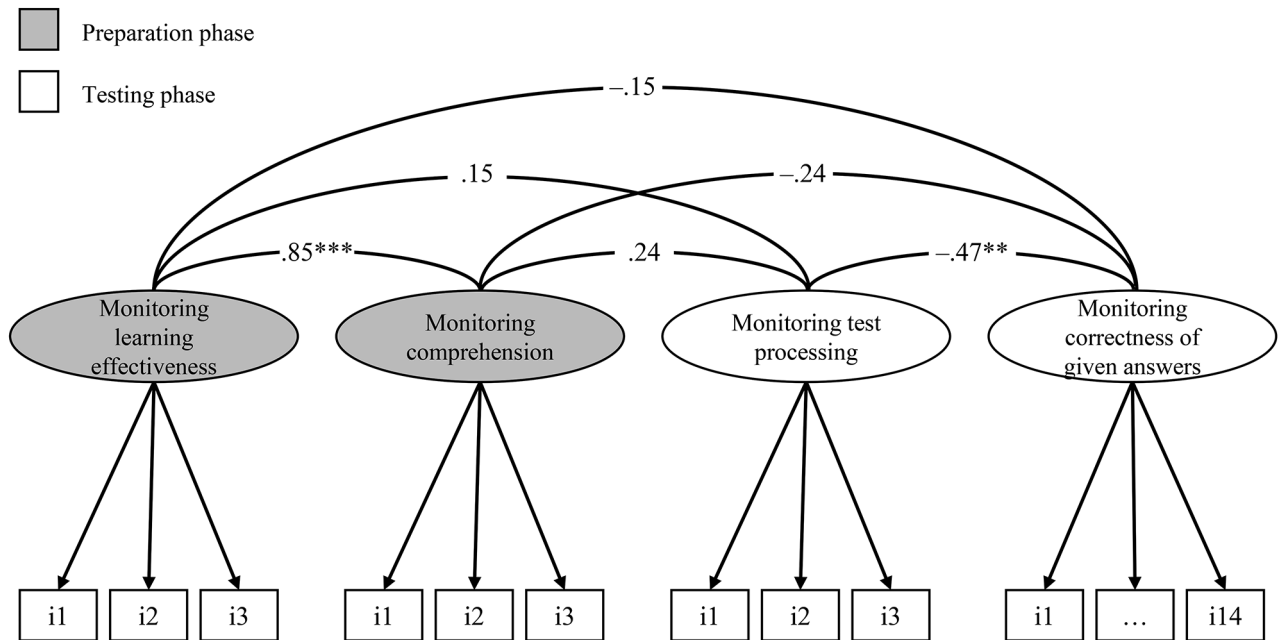 Preparation phase
Testing phase
–.15
.15
–.24
.85***
.24
–.47**
Monitoring
learning
effectiveness
Monitoring
comprehension
Monitoring test
processing
Monitoring
correctness of
given answers
i1
i2
i3
i1
i2
i3
i1
i2
i3
i1
…
i14